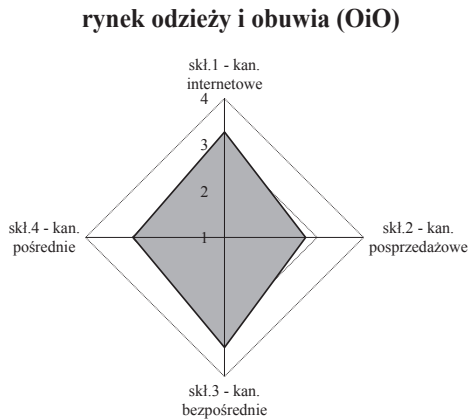 rynek odzieży i obuwia (OiO)
skł.1 - kan.
internetowe
4
3
2
skł.4 - kan.
pośrednie
1
skł.2 - kan.
posprzedażowe
skł.3 - kan.
bezpośrednie